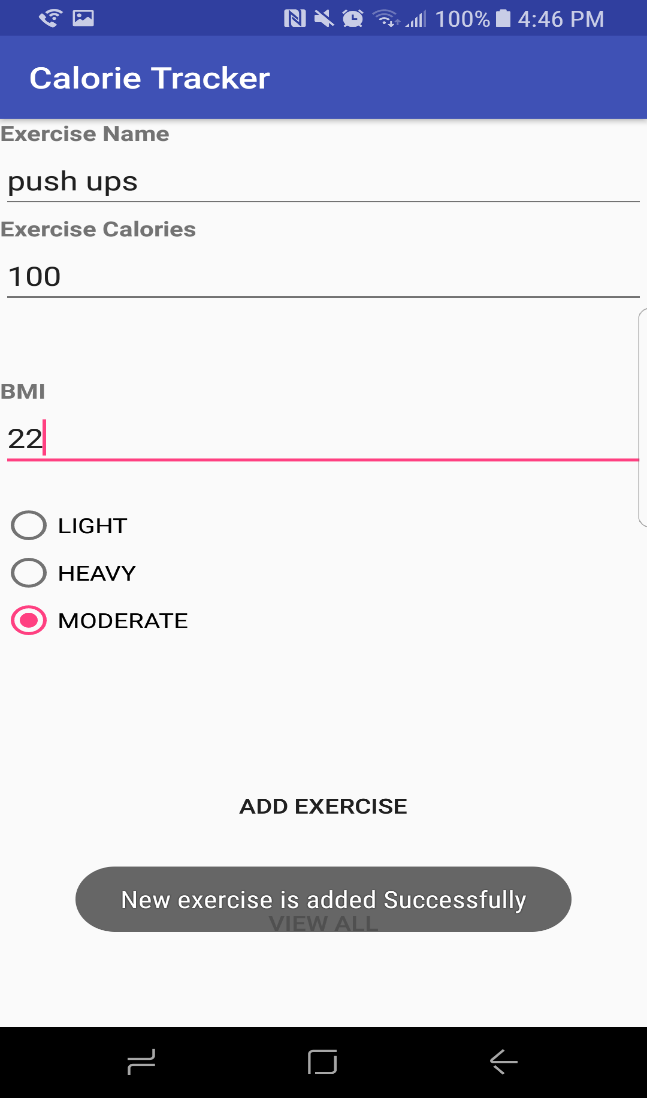 100% 4:46 PM
Calorie Tracker
Exercise Name
push ups
Exercise Calories
100
BMI
22
LIGHT
HEAVY
MODERATE
ADD EXERCISE
New exercise is added Successfully
VIEW ALL